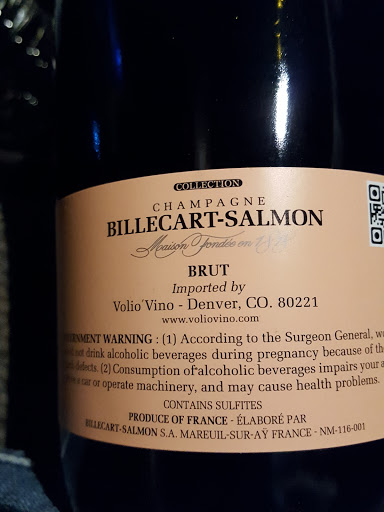 COLLECTION
CHAMPAGNE
BILLECART-SALMON
Maison Fondée en
BRUT
Imported by
Volio Vino - Denver, CO. 80221
www.voliovino.com
WARNING : (1) According to the Surgeon General,
not drink alcoholic beverages during pregnancy because of
defects. (2) Consumption of alcoholic beverages impairs your
a car or operate machinery, and may cause health problems.
CONTAINS SULFITES
PRODUCE OF FRANCE - ÉLABORÉ PAR
BILLECART-SALMON S.A. MAREUIL-SUR-AŸ FRANCE - NM-116-001